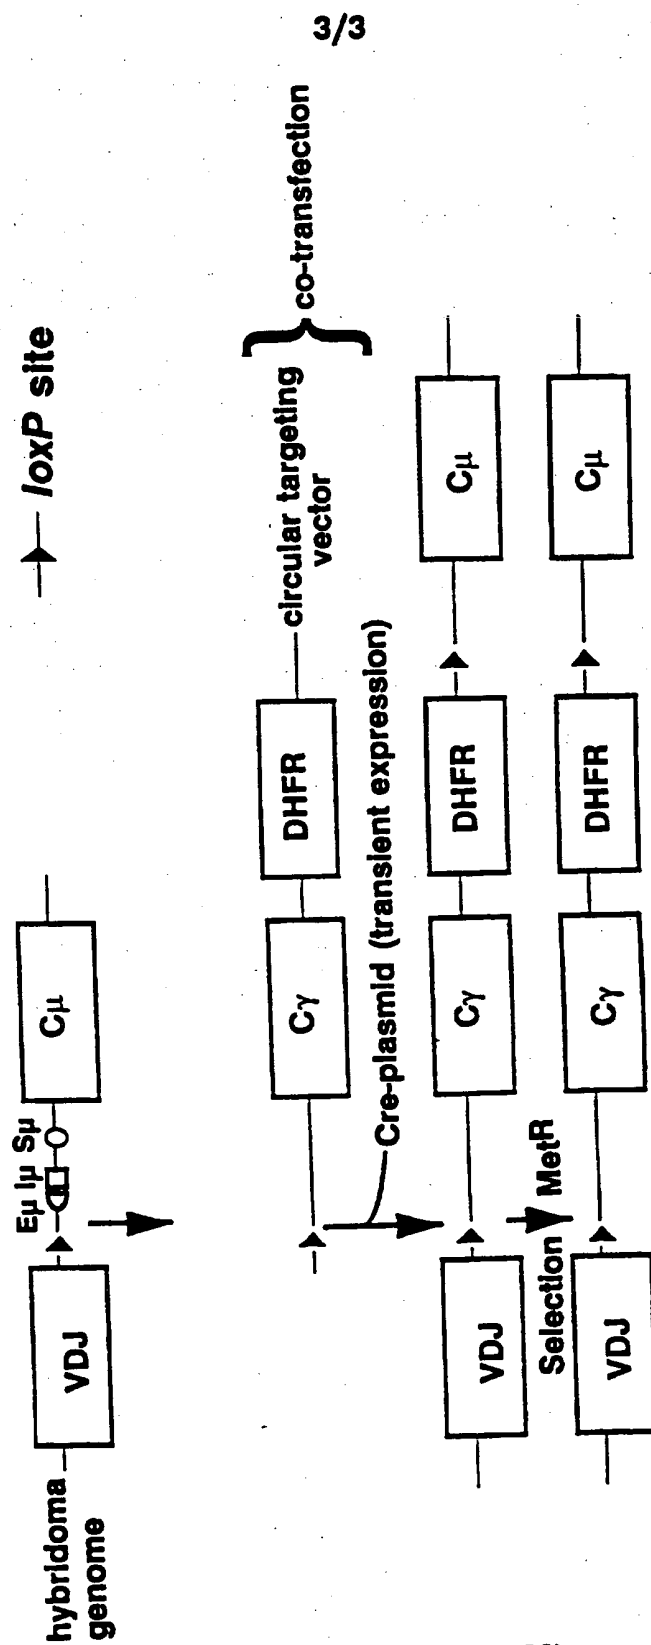 3/3
loxP site
Eμ Iμ Sμ
hybridoma
genome
VDJ
Cμ
Cγ
DHFR
circular targeting
vector
co-transfection
Cre-plasmid (transient expression)
VDJ
Cγ
DHFR
Cμ
Selection MetR
VDJ
Cγ
DHFR
Cμ